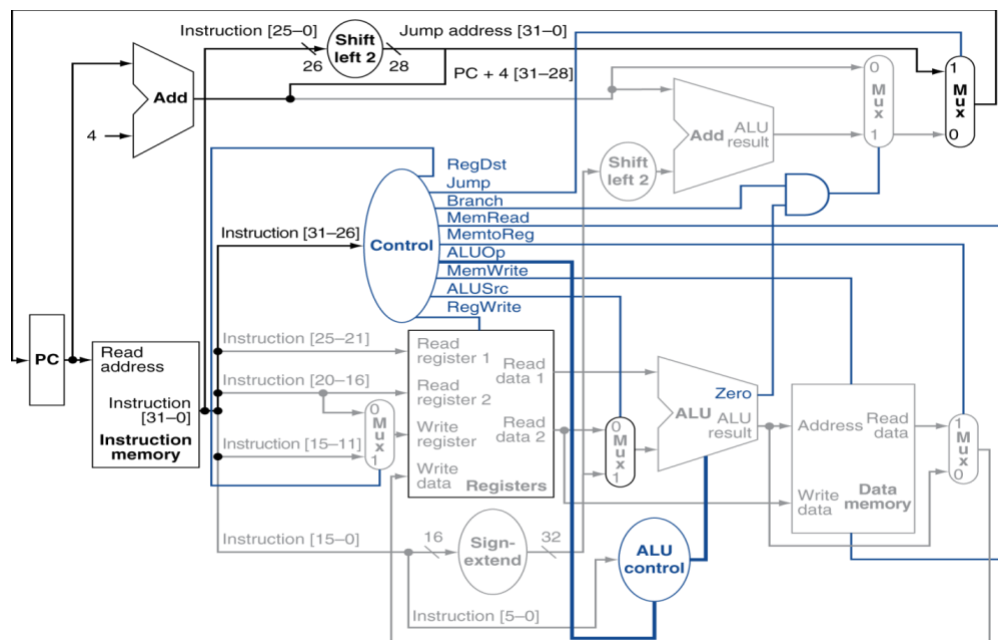 Instruction [25–0]
Shift
left 2
Jump address [31–0]
26
28
PC + 4 [31–28]
Add
4
0
M
u
x
1
1
M
u
x
0
Add
ALU
result
Shift
left 2
RegDst
Jump
Branch
MemRead
MemtoReg
ALUOp
MemWrite
ALUSrc
RegWrite
Instruction [31–26]
Control
PC
Read
address
Instruction
[31–0]
Instruction
memory
Instruction [25–21]
Instruction [20–16]
Instruction [15–11]
0
M
u
x
1
Read
register 1
Read
register 2
Write
register
Write
data
Read
data 1
Read
data 2
Registers
0
M
u
x
1
Zero
ALU
ALU
result
Address
Read
data
Write
data
Data
memory
1
M
u
x
0
Instruction [15–0]
16
Sign-
extend
32
ALU
control
Instruction [5–0]